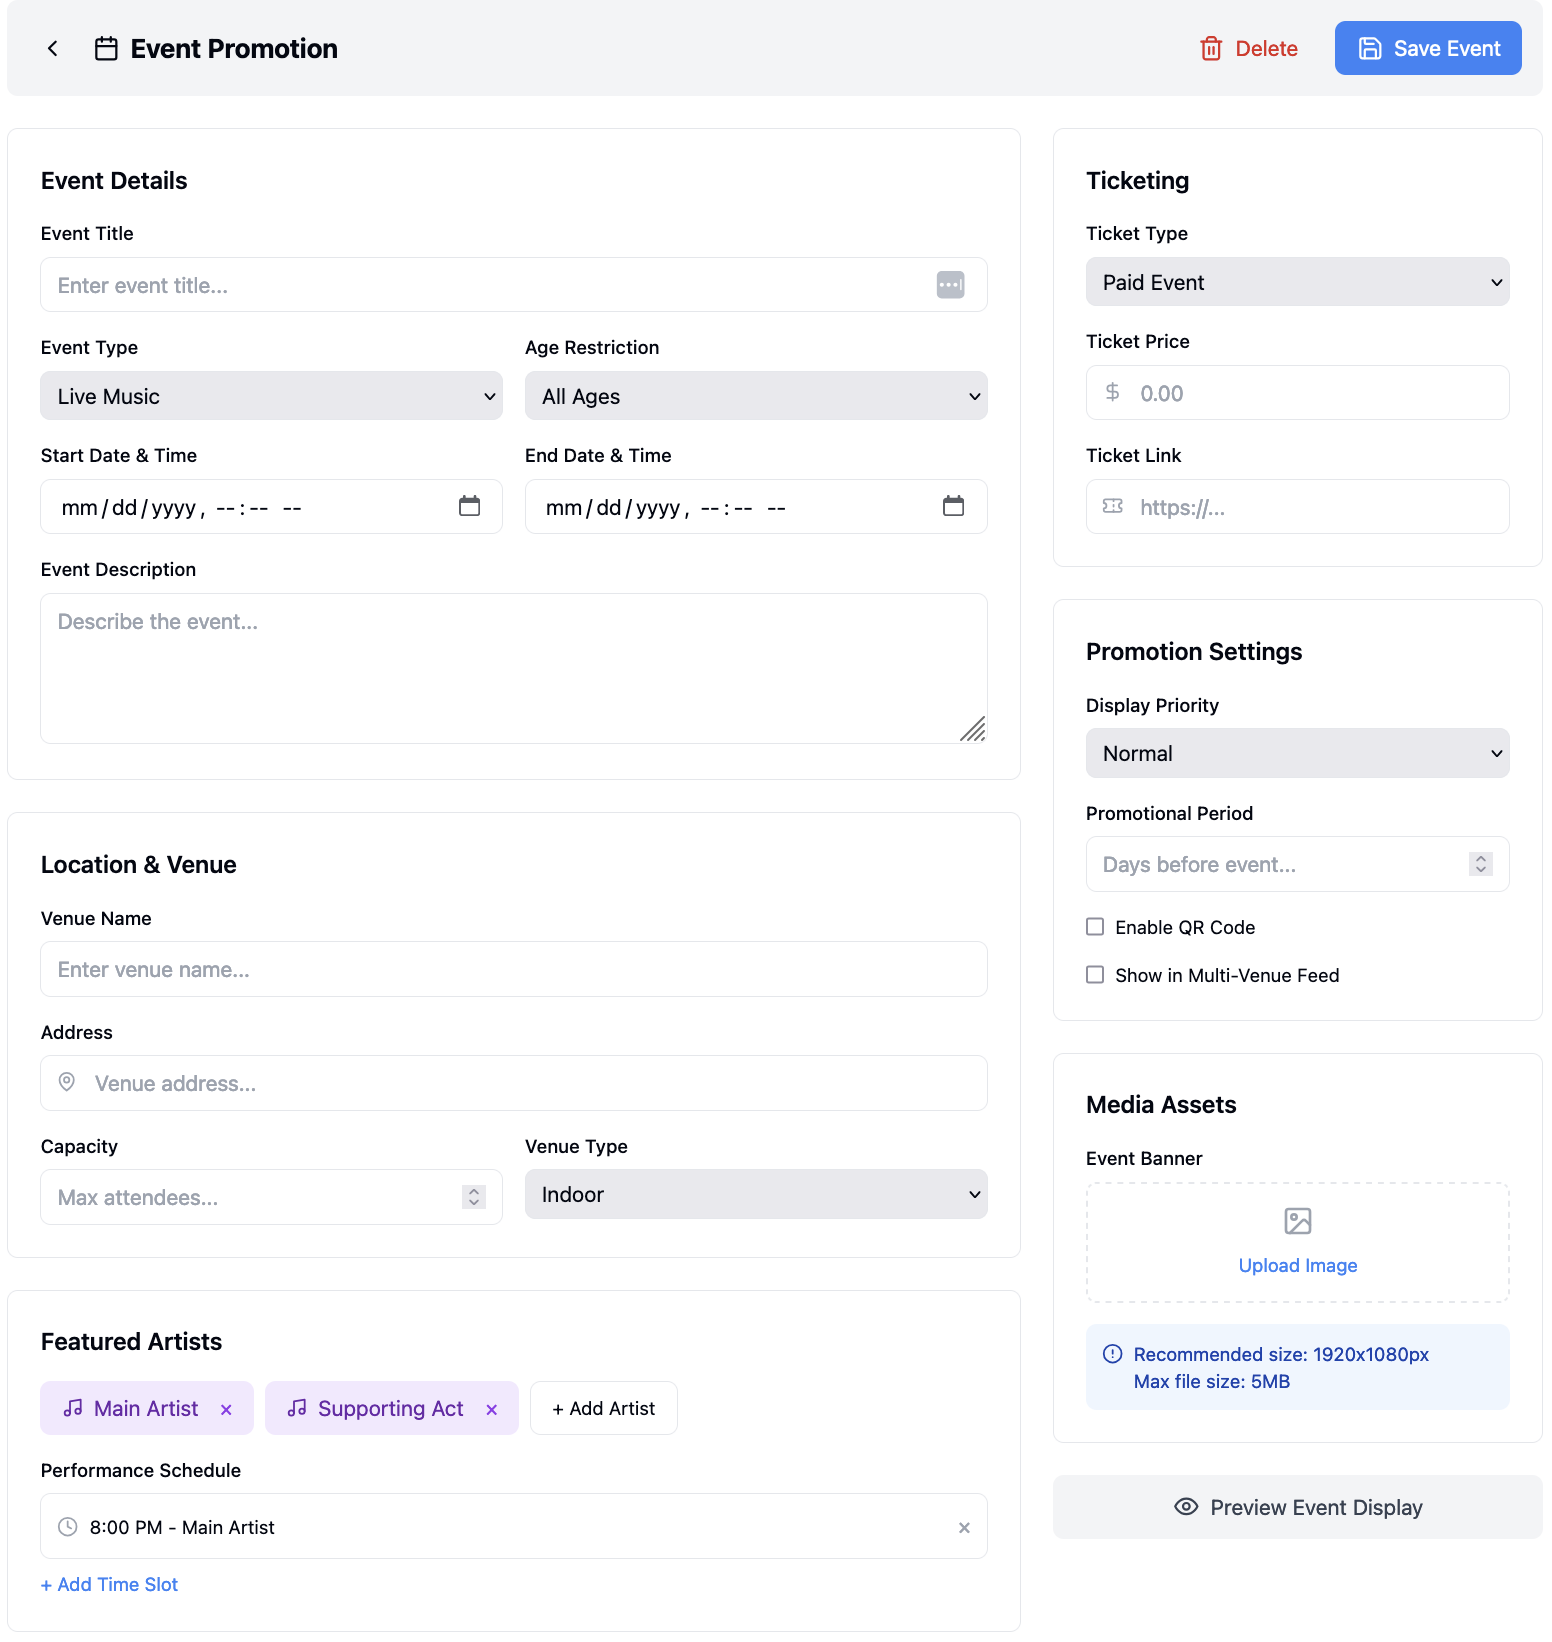 Event Promotion
Delete
Save Event
Event Details
Event Title
Enter event title...
Event Type
Age Restriction
Live Music
All Ages
Start Date & Time
End Date & Time
mm/dd/yyyy, --:-- --
mm/dd/yyyy, --:-- --
Event Description
Describe the event...
Location & Venue
Venue Name
Enter venue name...
Address
Venue address...
Capacity
Venue Type
Max attendees...
Indoor
Featured Artists
Main Artist ×
Supporting Act ×
+ Add Artist
Performance Schedule
8:00 PM - Main Artist ×
+ Add Time Slot
Ticketing
Ticket Type
Paid Event
Ticket Price
$ 0.00
Ticket Link
https://...
Promotion Settings
Display Priority
Normal
Promotional Period
Days before event...
Enable QR Code
Show in Multi-Venue Feed
Media Assets
Event Banner
Upload Image
Recommended size: 1920x1080px
Max file size: 5MB
Preview Event Display